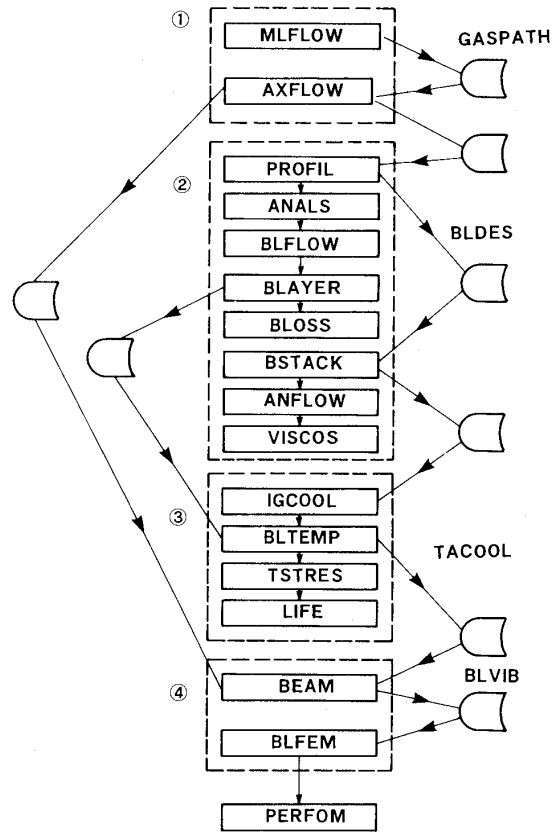 ①
MLFLOW
GASPATH
AXFLOW
PROFIL
②
ANALS
BLFLOW
BLDES
BLAYER
BLOSS
BSTACK
ANFLOW
VISCOS
IGCOOL
③
BLTEMP
TACOOL
TSTRES
LIFE
BLVIB
④
BEAM
BLFEM
PERFOM